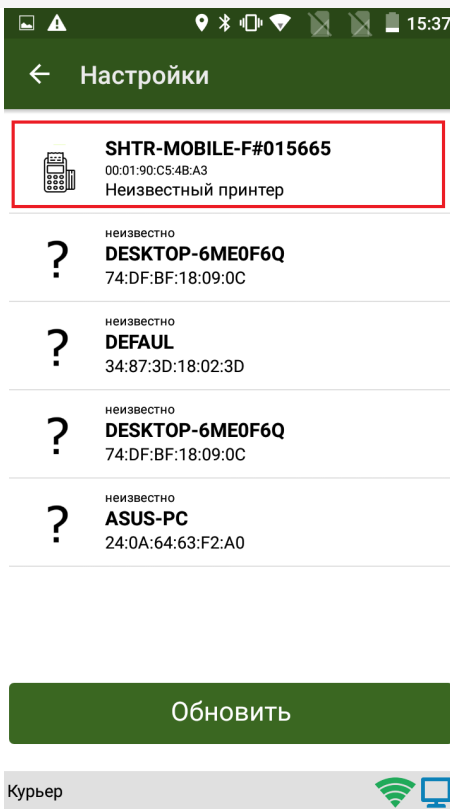 15:37
Настройки
SHTR-MOBILE-F#015665
00:01:90:C5:4B:A3
Неизвестный принтер
неизвестно
DESKTOP-6ME0F6Q
74:DF:BF:18:09:0C
неизвестно
DEFAUL
34:87:3D:18:02:3D
неизвестно
DESKTOP-6ME0F6Q
74:DF:BF:18:09:0C
неизвестно
ASUS-PC
24:0A:64:63:F2:A0
Обновить
Курьер